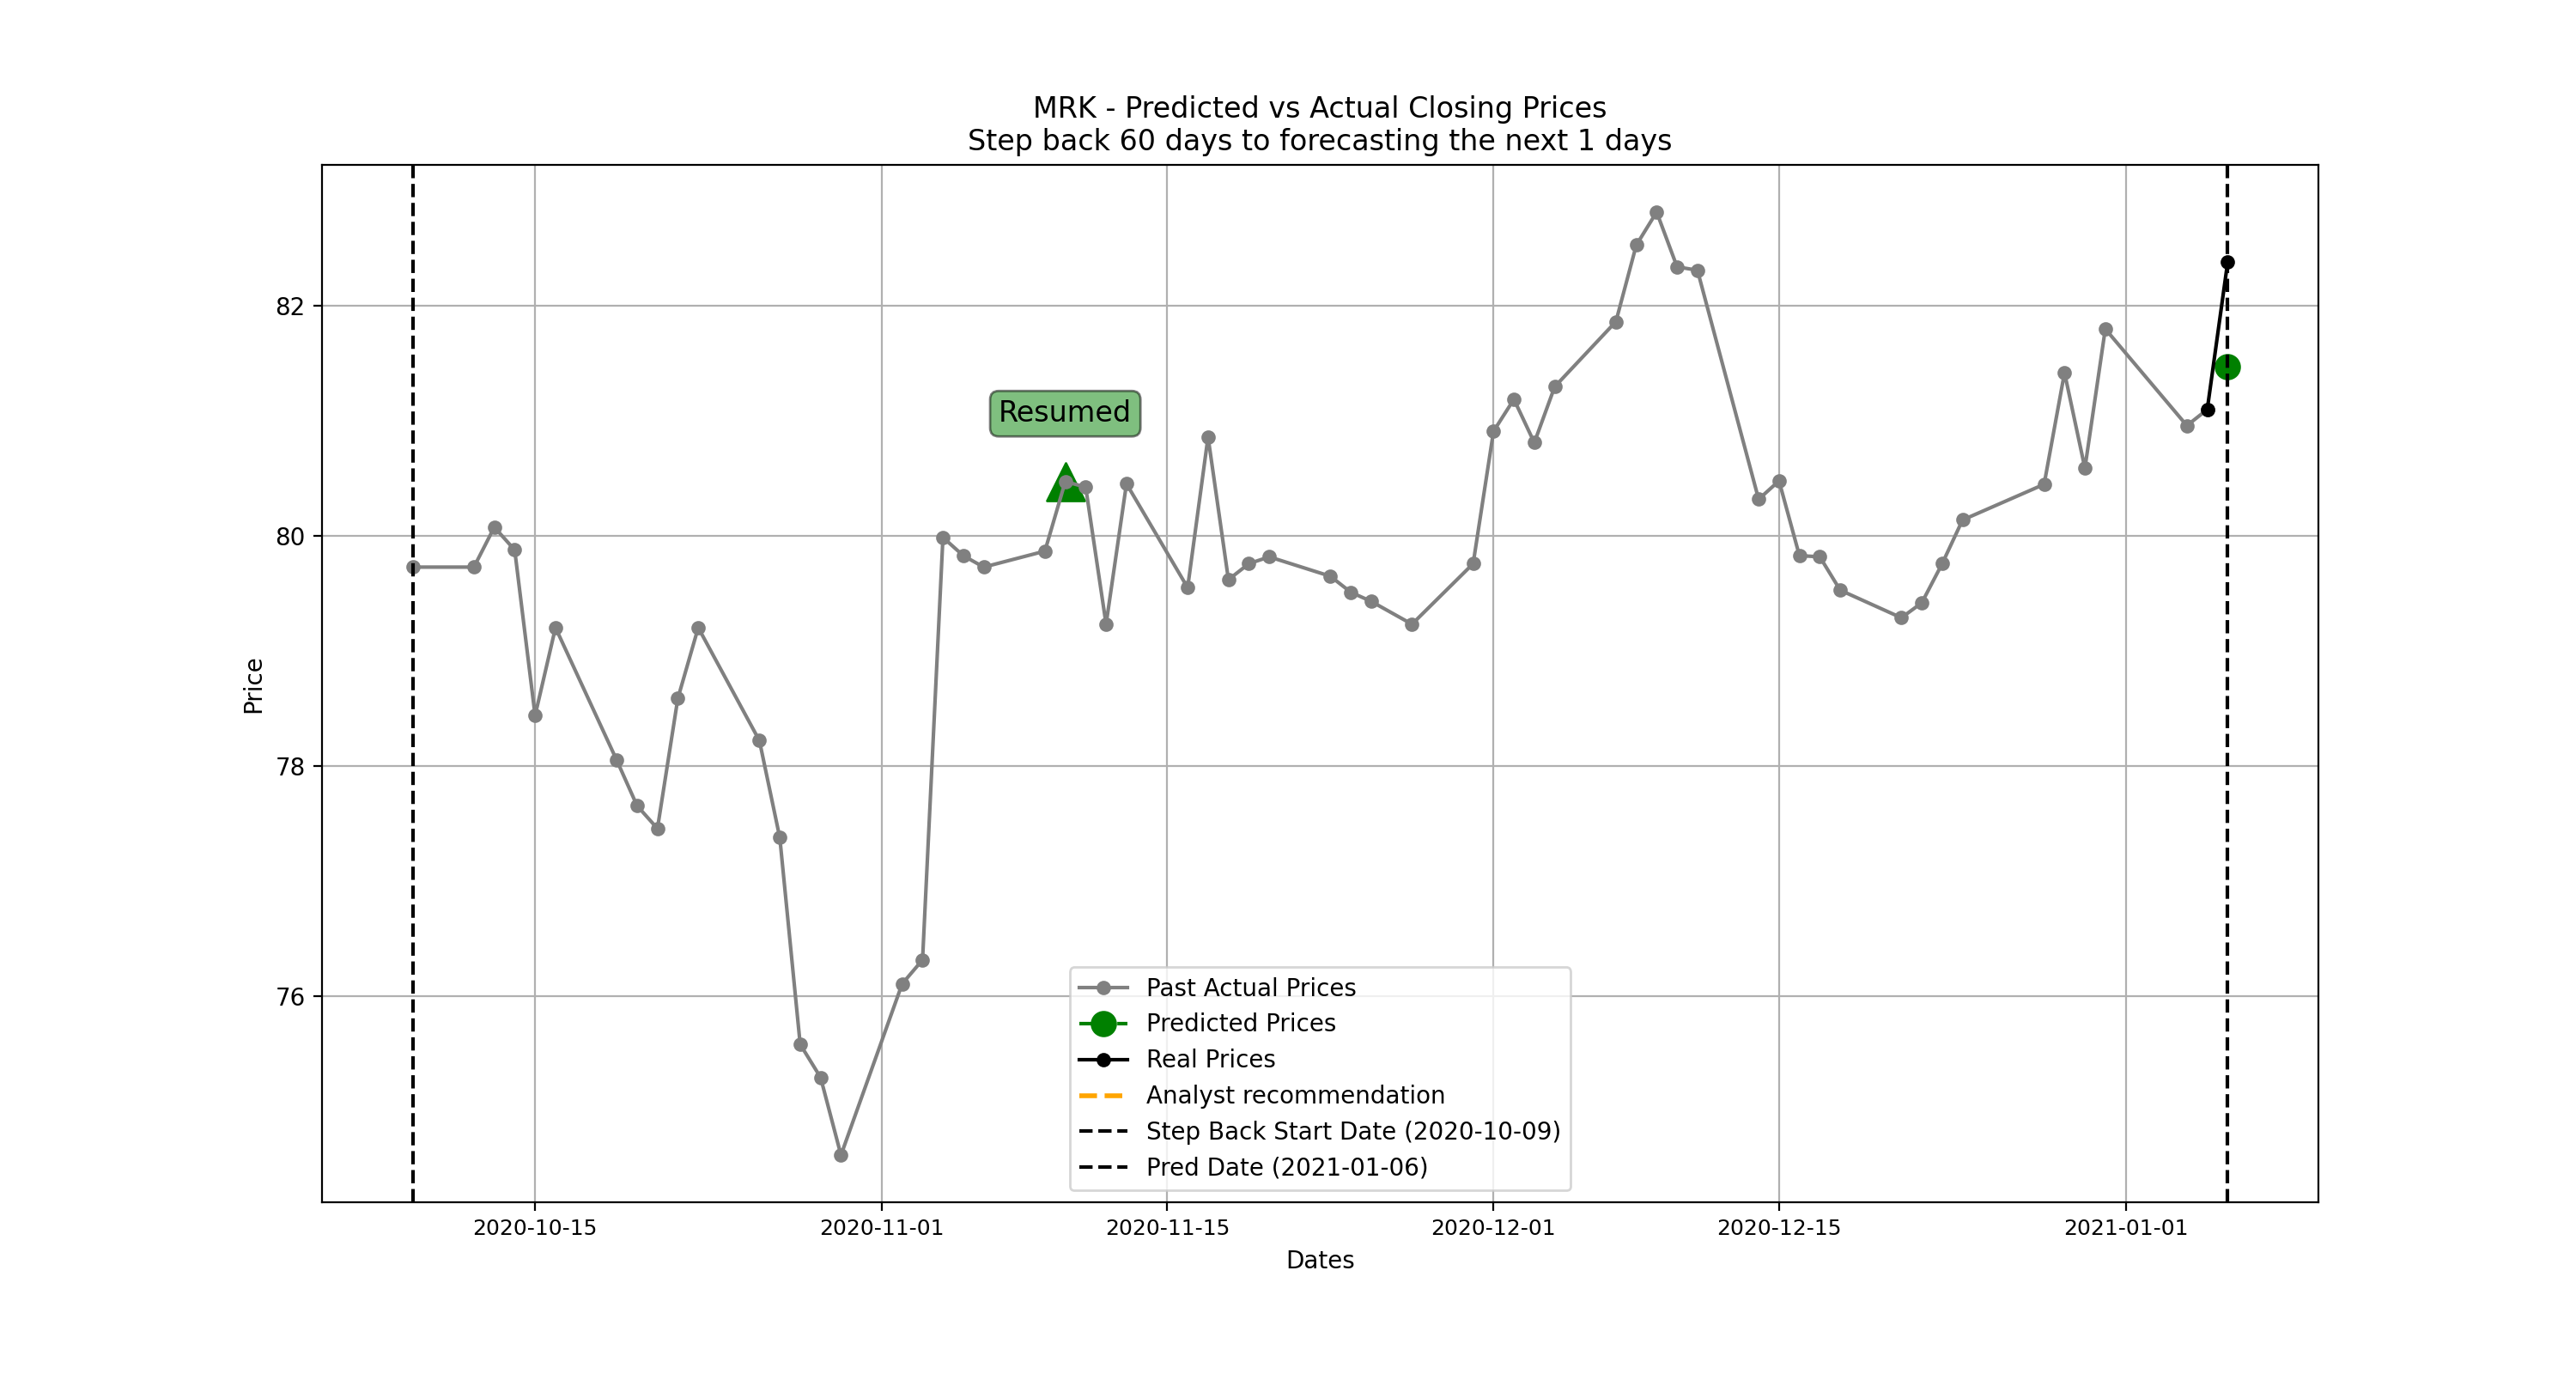 MRK - Predicted vs Actual Closing Prices
Step back 60 days to forecasting the next 1 days
82
80
78
76
Price
Resumed
Past Actual Prices
Predicted Prices
Real Prices
Analyst recommendation
Step Back Start Date (2020-10-09)
Pred Date (2021-01-06)
2020-10-15
2020-11-01
2020-11-15
2020-12-01
2020-12-15
2021-01-01
Dates